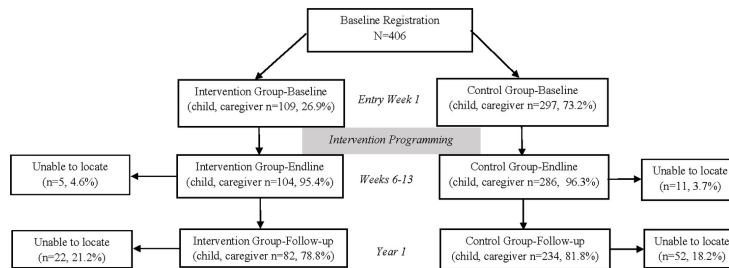 Baseline Registration
N=406
Intervention Group-Baseline
(child, caregiver n=109, 26.9%)
Entry Week 1
Control Group-Baseline
(child, caregiver n=297, 73.2%)
Intervention Programming
Unable to locate
(n=5, 4.6%)
Intervention Group-Endline
(child, caregiver n=104, 95.4%)
Weeks 6-13
Control Group-Endline
(child, caregiver n=286, 96.3%)
Unable to locate
(n=11, 3.7%)
Unable to locate
(n=22, 21.2%)
Intervention Group-Follow-up
(child, caregiver n=82, 78.8%)
Year 1
Control Group-Follow-up
(child, caregiver n=234, 81.8%)
Unable to locate
(n=52, 18.2%)